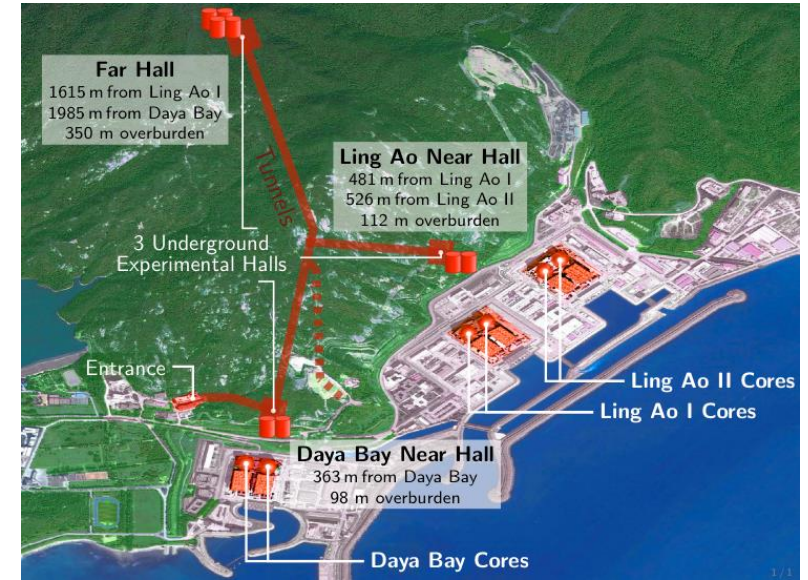 Far Hall
1615 m from Ling Ao I
1985 m from Daya Bay
350 m overburden
Tunnels
Ling Ao Near Hall
481 m from Ling Ao I
526 m from Ling Ao II
112 m overburden
3 Underground
Experimental Halls
Entrance
Ling Ao II Cores
Ling Ao I Cores
Daya Bay Near Hall
363 m from Daya Bay
98 m overburden
Daya Bay Cores
1/1